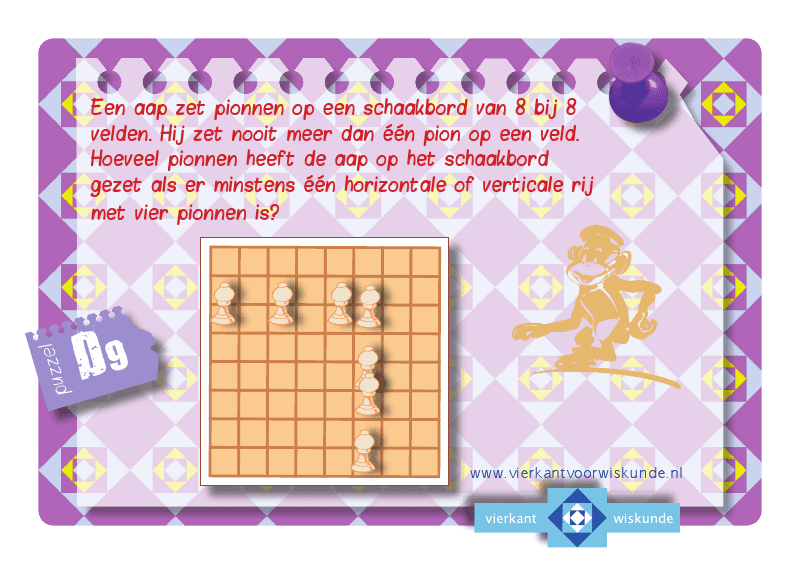 Een aap zet pionnen op een schaakbord van 8 bij 8
velden. Hij zet nooit meer dan één pion op een veld.
Hoeveel pionnen heeft de aap op het schaakbord
gezet als er minstens één horizontale of verticale rij
met vier pionnen is?
puzzel D9
www.vierkantvoorwiskunde.nl
vierkant wiskunde